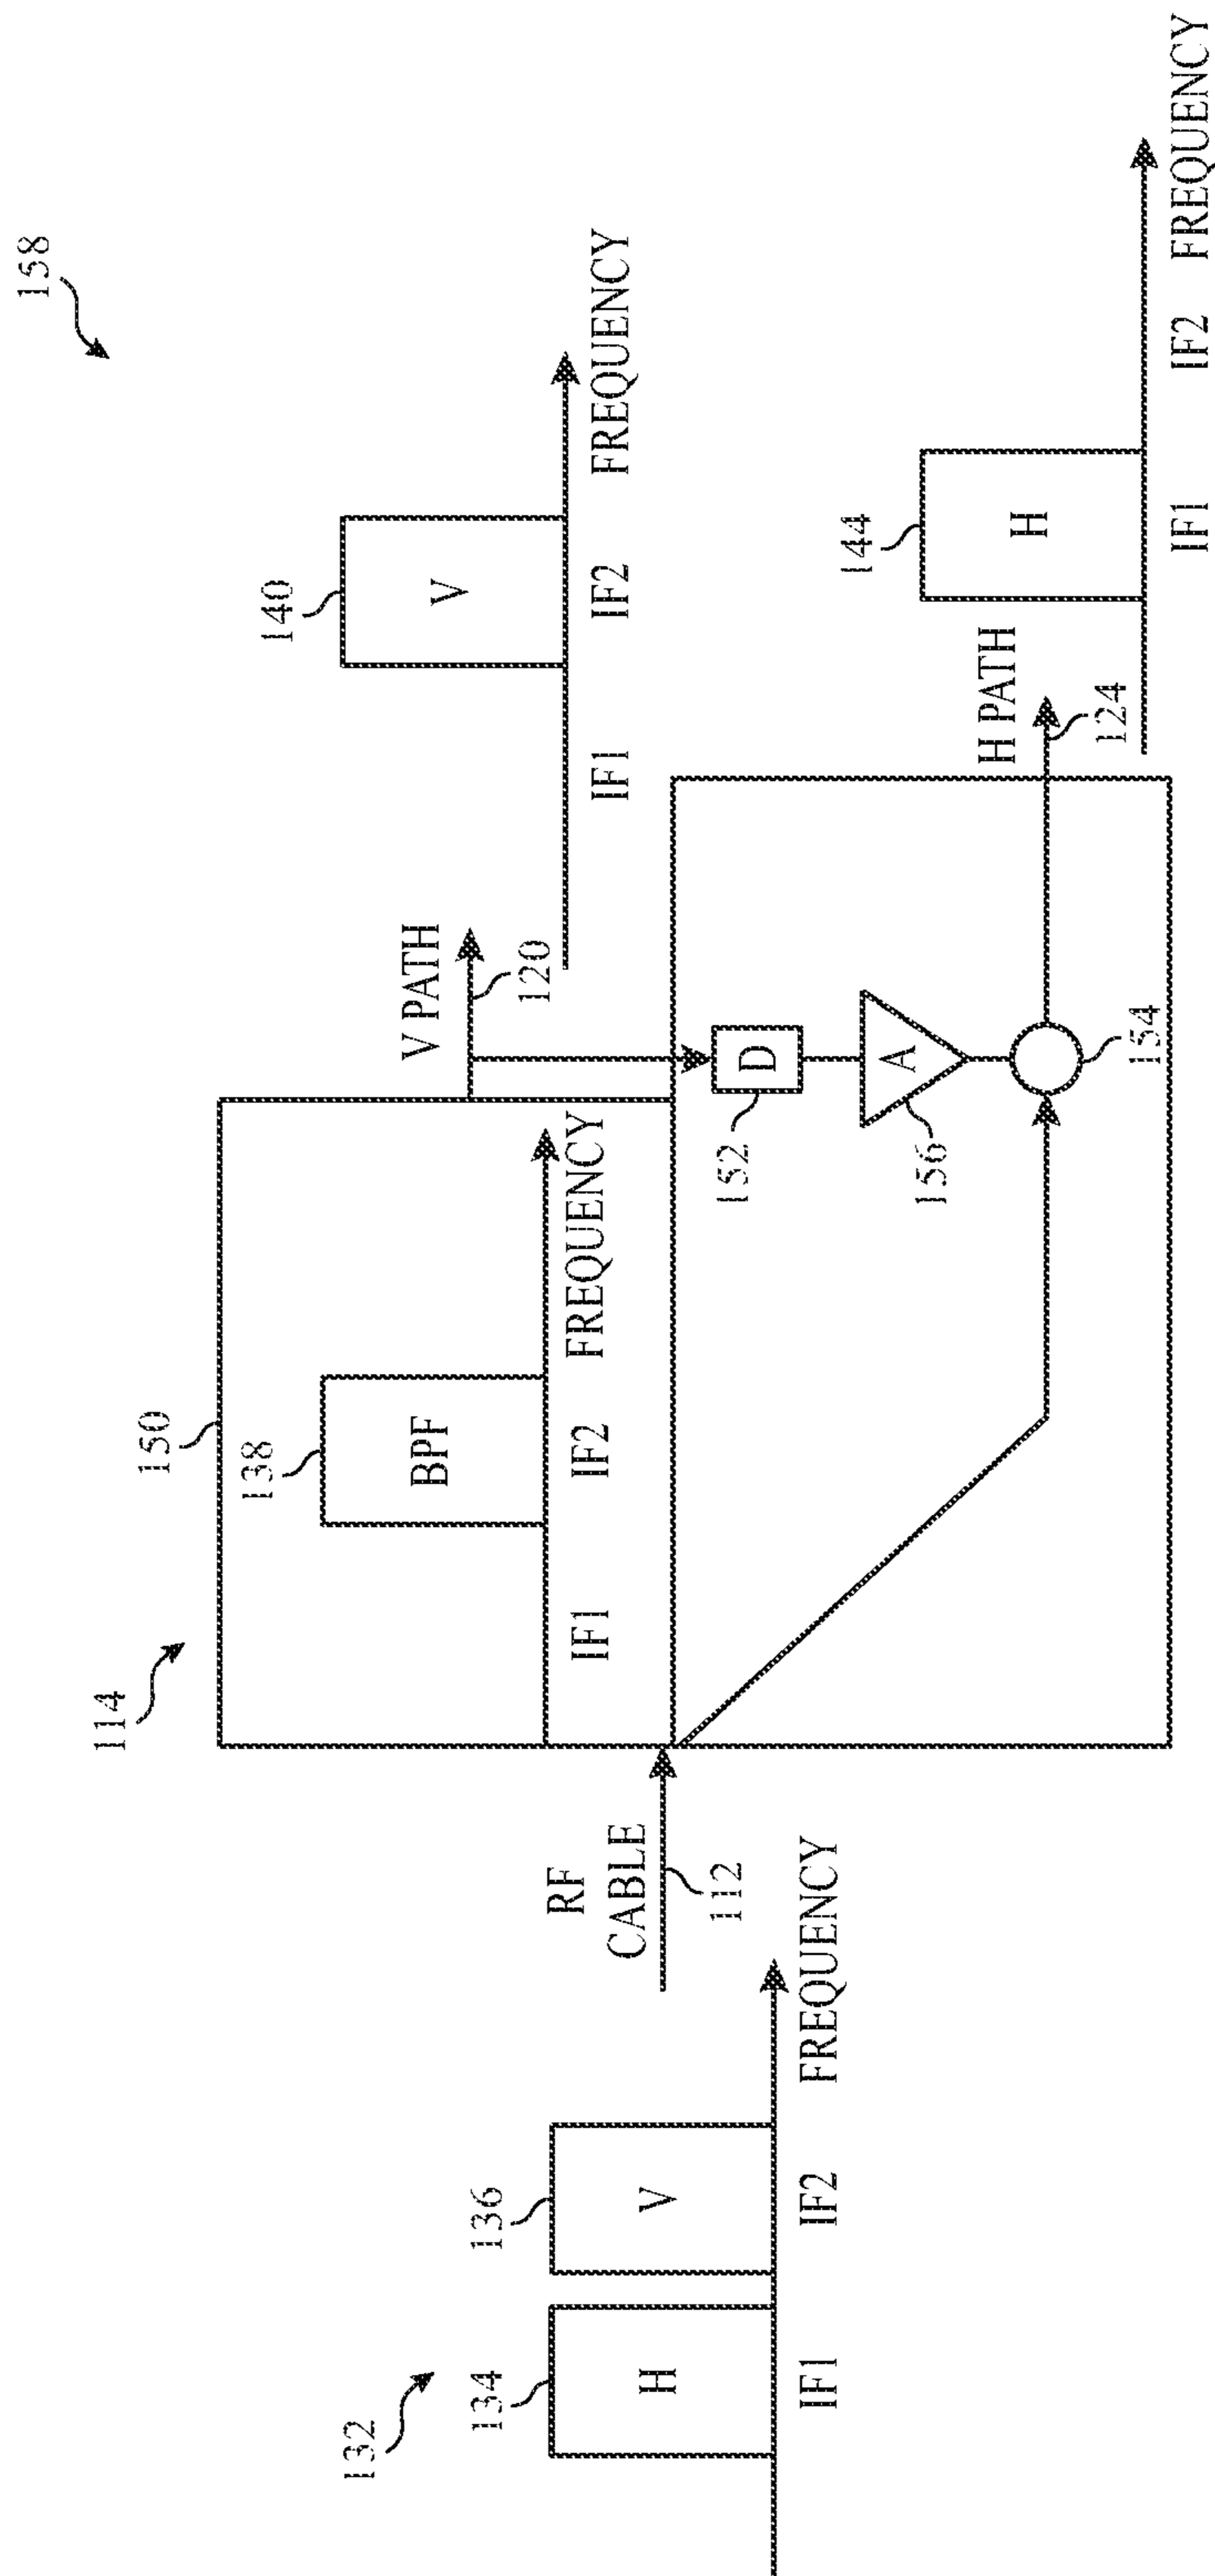 158
114
132
134
H
136
V
IF1
IF2
FREQUENCY
RF
CABLE
112
150
138
BPF
IF1
IF2
FREQUENCY
V PATH
120
140
V
IF1
IF2
FREQUENCY
D
152
A
156
154
H PATH
124
144
H
IF1
IF2
FREQUENCY